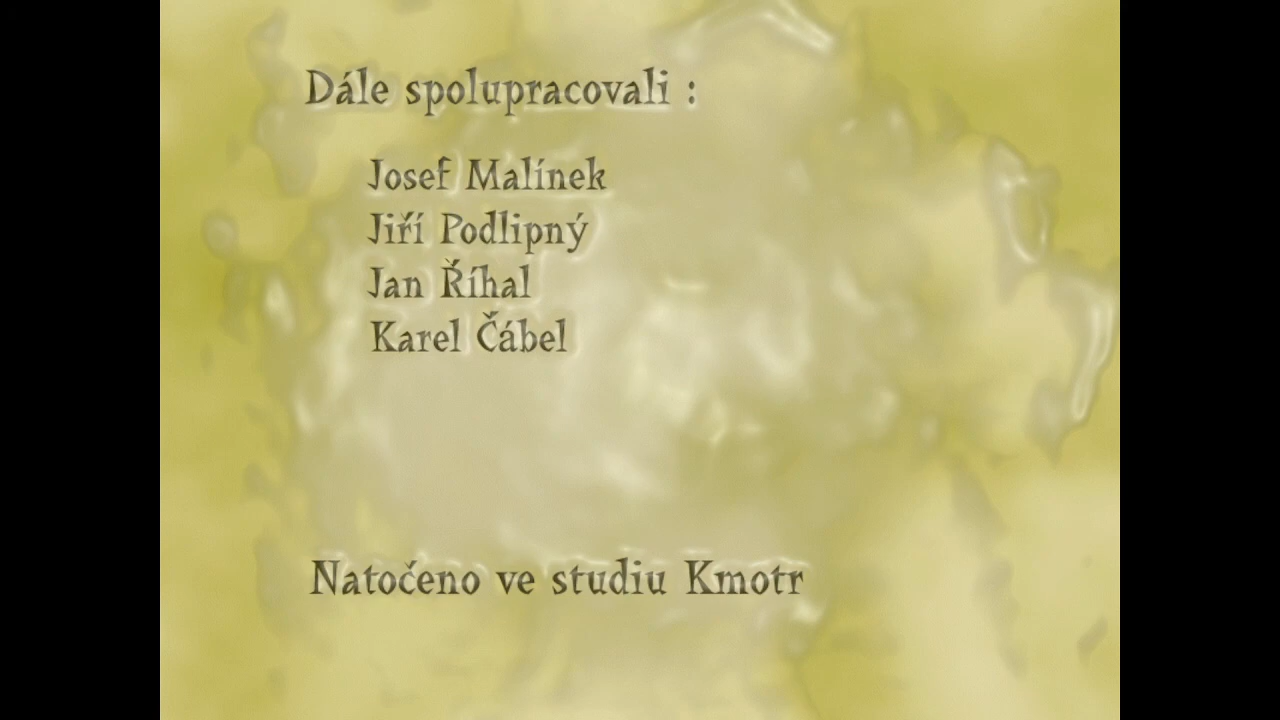 Dále spolupracovali :
Josef Malínek
Jiří Podlipný
Jan Říhal
Karel Čábel
Natočeno ve studiu Kmotr